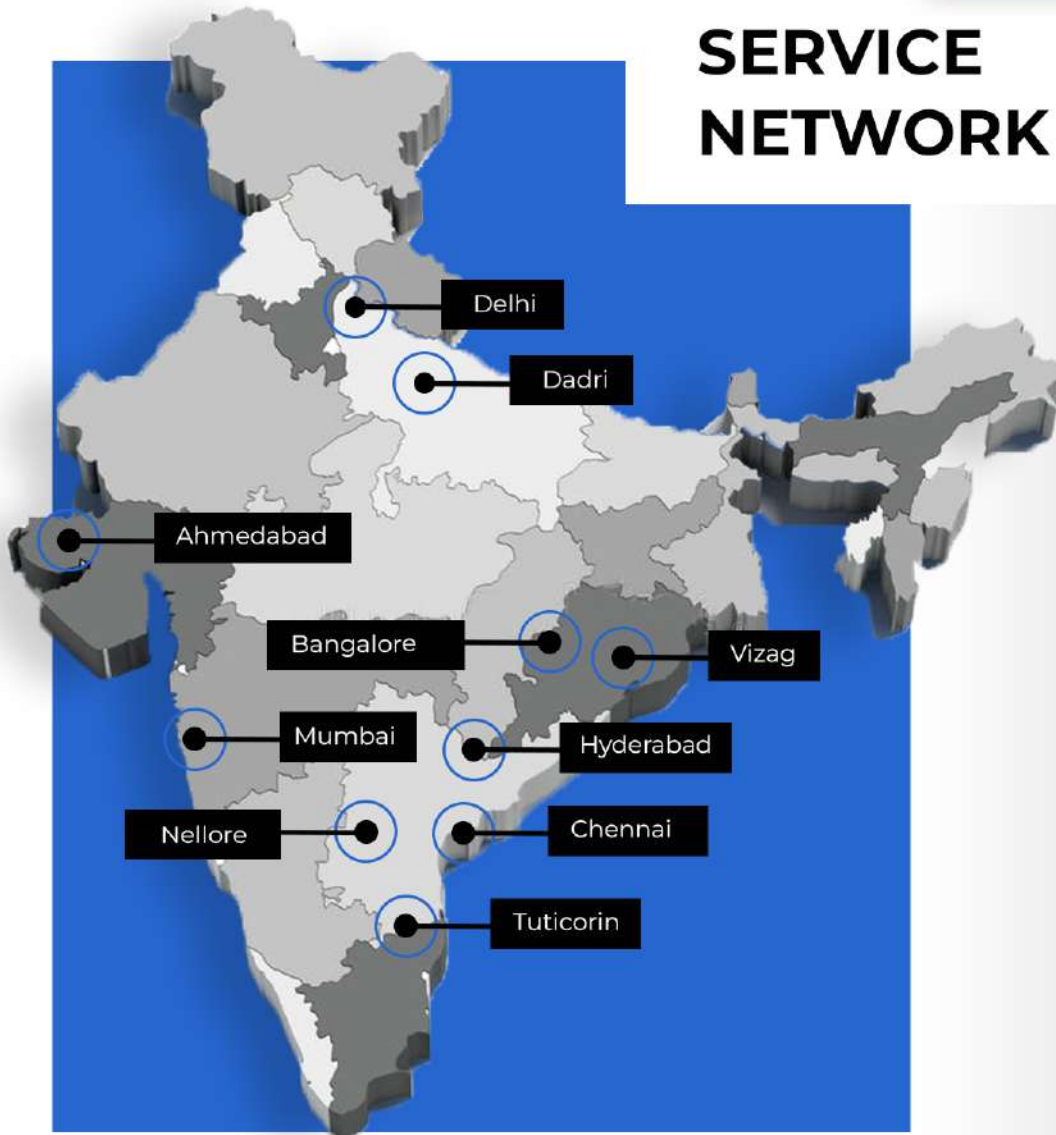 SERVICE
NETWORK
Delhi
Dadri
Ahmedabad
Bangalore
Vizag
Mumbai
Hyderabad
Nellore
Chennai
Tuticorin